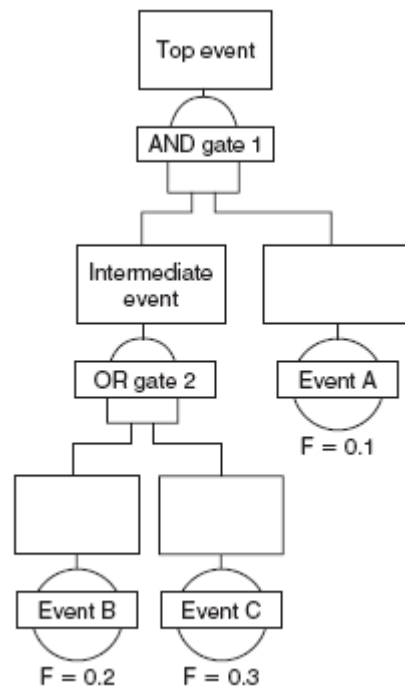 Top event
AND gate 1
Intermediate
event
OR gate 2
Event A
F = 0.1
Event B
Event C
F = 0.2
F = 0.3